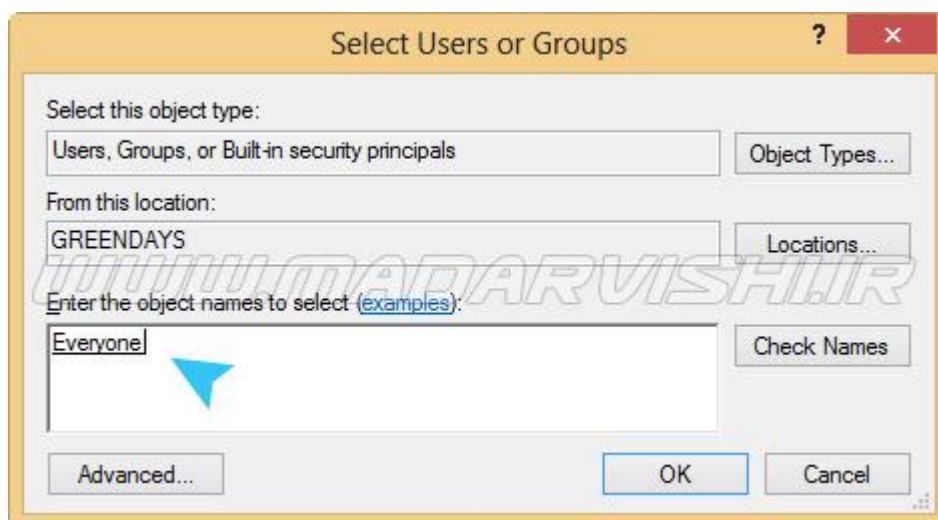 Select Users or Groups
? ×
Select this object type:
Users, Groups, or Built-in security principals
Object Types...
From this location:
GREENDAYS
Locations...
WWW.MADARVISHI.IR
Enter the object names to select (examples):
Everyone
Check Names
Advanced...
OK
Cancel